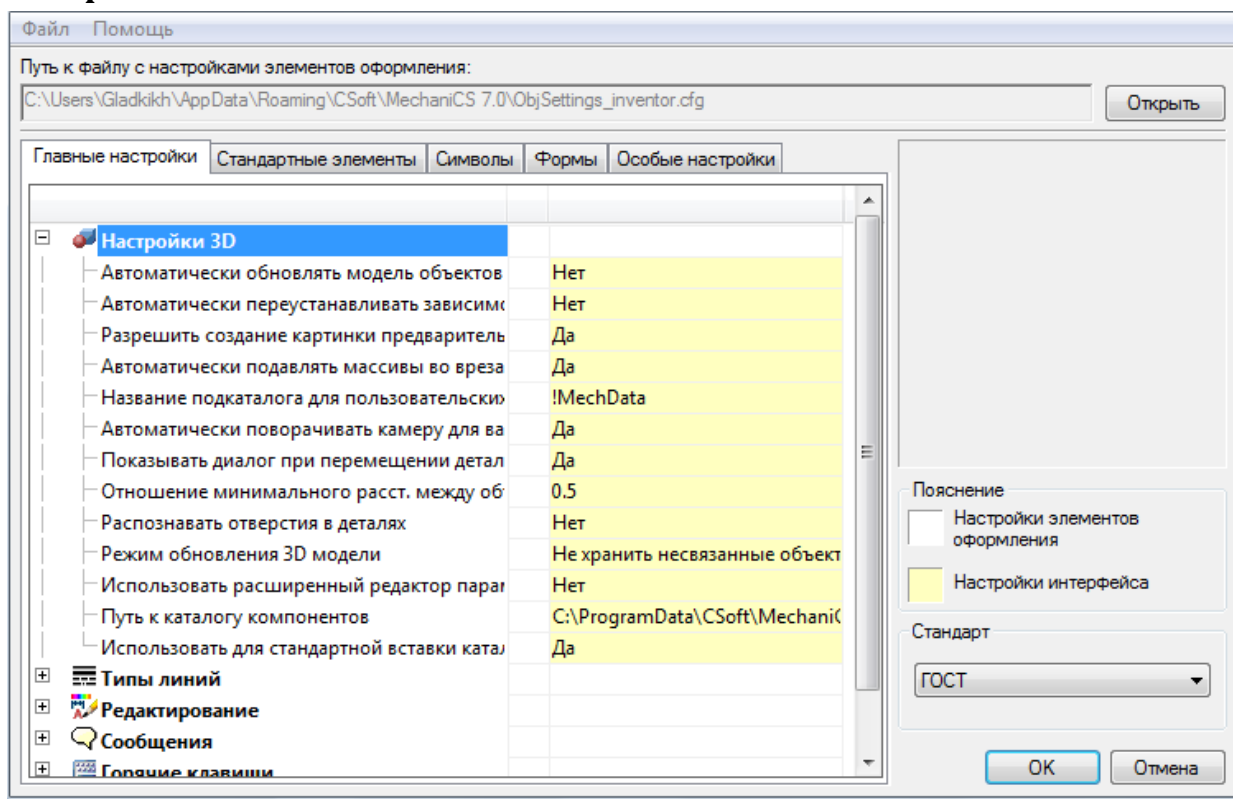 Файл Помощь
Путь к файлу с настройками элементов оформления:
C:\Users\Gladkikh\AppData\Roaming\CSoft\MechaniCS 7.0\ObjSettings_inventor.cfg Открыть
Главные настройки Стандартные элементы Символы Формы Особые настройки
Настройки 3D
Автоматически обновлять модель объектов Нет
Автоматически переустанавливать зависимо Нет
Разрешить создание картинки предваритель Да
Автоматически подавлять массивы во вреза Да
Название подкаталога для пользовательских !MechData
Автоматически поворачивать камеру для ва Да
Показывать диалог при перемещении детал Да
Отношение минимального расст. между об 0.5
Распознавать отверстия в деталях Нет
Режим обновления 3D модели Не хранить несвязанные объект
Использовать расширенный редактор парам Нет
Путь к каталогу компонентов C:\ProgramData\CSoft\Mechani
Использовать для стандартной вставки катал Да
Типы линий
Редактирование
Сообщения
Горячие клавиши
Пояснение
Настройки элементов
оформления
Настройки интерфейса
Стандарт
ГОСТ
OK Отмена